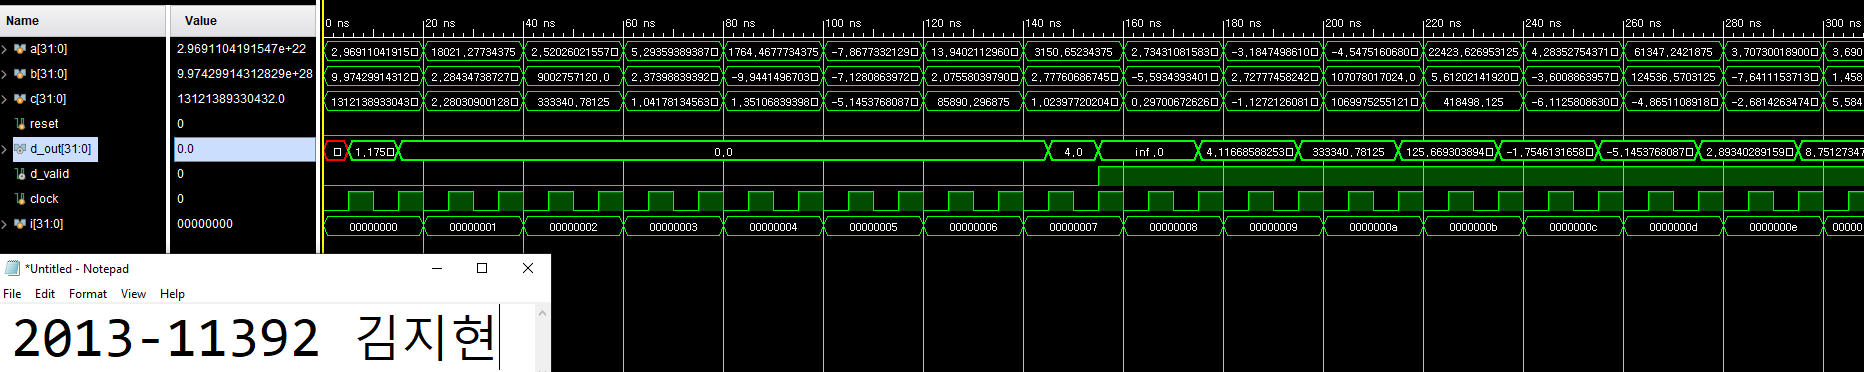 Name Value 0 ns 20 ns 40 ns 60 ns 80 ns 100 ns 120 ns 140 ns 160 ns 180 ns 200 ns 220 ns 240 ns 260 ns 280 ns 300 ns
a[31:0] 2.9691104191547e+22 2,96911041915□ 18021,27734375 2,52026021557□ 5,29359389387□ 1764,4677734375 -7,8677332129□ 13,9402112960□ 3150,65234375 2,73431081583□ -3,1847498610□ -4,5475160680□ 22423,626953125 4,28352754371□ 61347,2421875 3,70730018900□ 3,690
b[31:0] 9.97429914312829e+28 9,97429914312□ 2,28434738727□ 9002757120,0 2,37398839392□ -9,9441496703□ -7,1280863972□ 2,07558039790□ 2,77760686745□ -5,5934393401□ 2,72777458242□ 107078017024,0 5,61202141920□ -3,6008863957□ 124536,5703125 -7,6411153713□ 1,458
c[31:0] 13121389330432.0 1312138933043□ 2,28030900128□ 333340,78125 1,04178134563□ 1,35106839398□ -5,1453768087□ 85890,296875 1,02397720204□ 0,29700672626□ -1,1272126081□ 1069975255121□ 418498,125 -6,1125808630□ -4,8651108918□ -2,6814263474□ 5,584
reset 0
d_out[31:0] 0.0 □ 1,175□ 0,0 4,0 inf,0 4,11668588253□ 333340,78125 125,669303894□ -1,7546131658□ -5,1453768087□ 2,89340289159□ 8,75127347
d_valid 0
clock 0
i[31:0] 00000000 00000000 00000001 00000002 00000003 00000004 00000005 00000006 00000007 00000008 00000009 0000000a 0000000b 0000000c 0000000d 0000000e 00000
*Untitled - Notepad
File Edit Format View Help
2013-11392 김지현